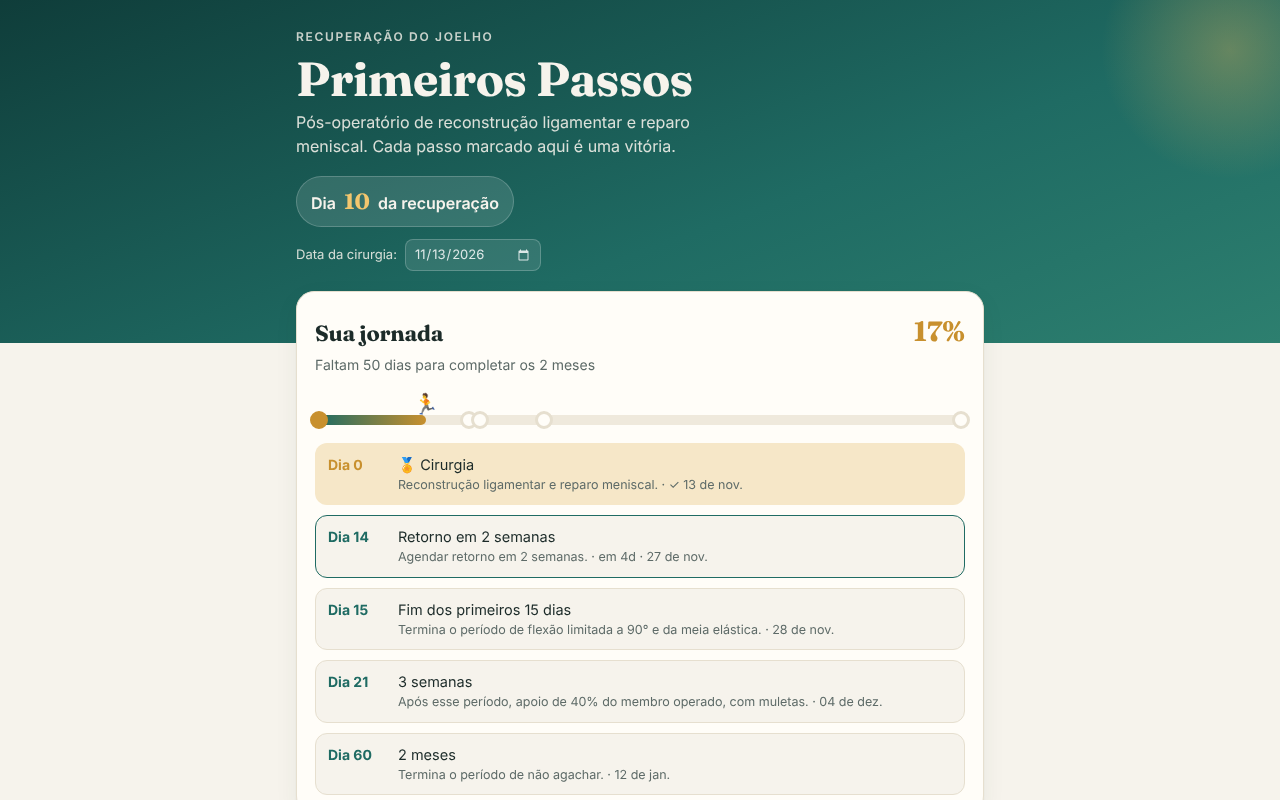 RECUPERAÇÃO DO JOELHO
Primeiros Passos
Pós-operatório de reconstrução ligamentar e reparo
meniscal. Cada passo marcado aqui é uma vitória.
Dia 10 da recuperação
Data da cirurgia: 11/13/2026
Sua jornada 17%
Faltam 50 dias para completar os 2 meses
Dia 0 🏅 Cirurgia
Reconstrução ligamentar e reparo meniscal. · ✓ 13 de nov.
Dia 14 Retorno em 2 semanas
Agendar retorno em 2 semanas. · em 4d · 27 de nov.
Dia 15 Fim dos primeiros 15 dias
Termina o período de flexão limitada a 90° e da meia elástica. · 28 de nov.
Dia 21 3 semanas
Após esse período, apoio de 40% do membro operado, com muletas. · 04 de dez.
Dia 60 2 meses
Termina o período de não agachar. · 12 de jan.